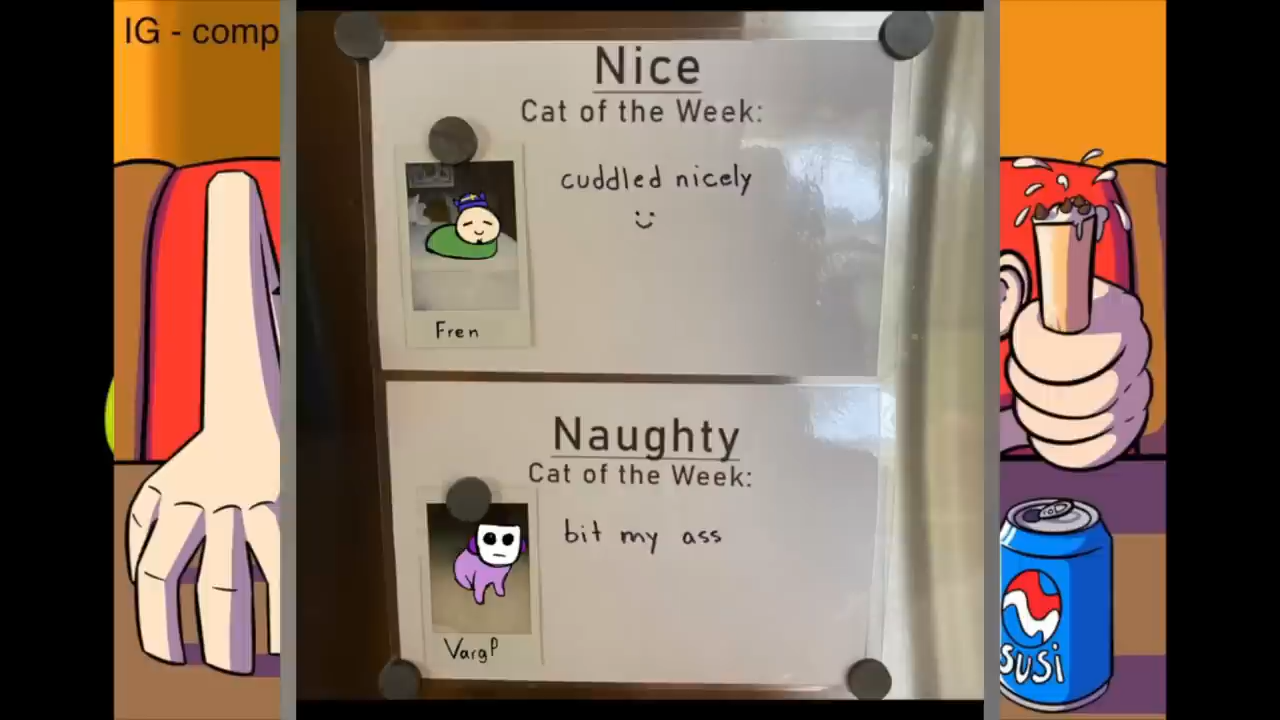 IG - comp
Nice
Cat of the Week:
cuddled nicely
Fren
Naughty
Cat of the Week:
bit my ass
VargP
SUSi